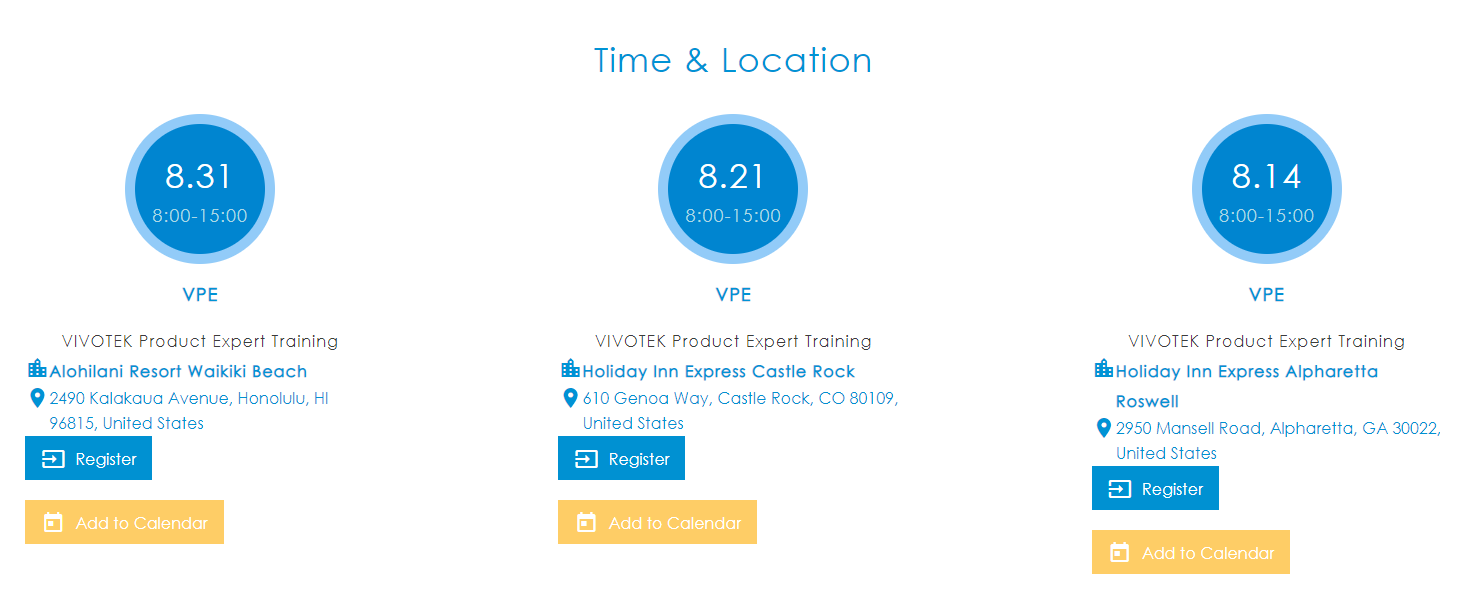 Time & Location
8.31
8:00-15:00
VPE
VIVOTEK Product Expert Training
Alohilani Resort Waikiki Beach
2490 Kalakaua Avenue, Honolulu, HI
96815, United States
Register
Add to Calendar
8.21
8:00-15:00
VPE
VIVOTEK Product Expert Training
Holiday Inn Express Castle Rock
610 Genoa Way, Castle Rock, CO 80109,
United States
Register
Add to Calendar
8.14
8:00-15:00
VPE
VIVOTEK Product Expert Training
Holiday Inn Express Alpharetta
Roswell
2950 Mansell Road, Alpharetta, GA 30022,
United States
Register
Add to Calendar